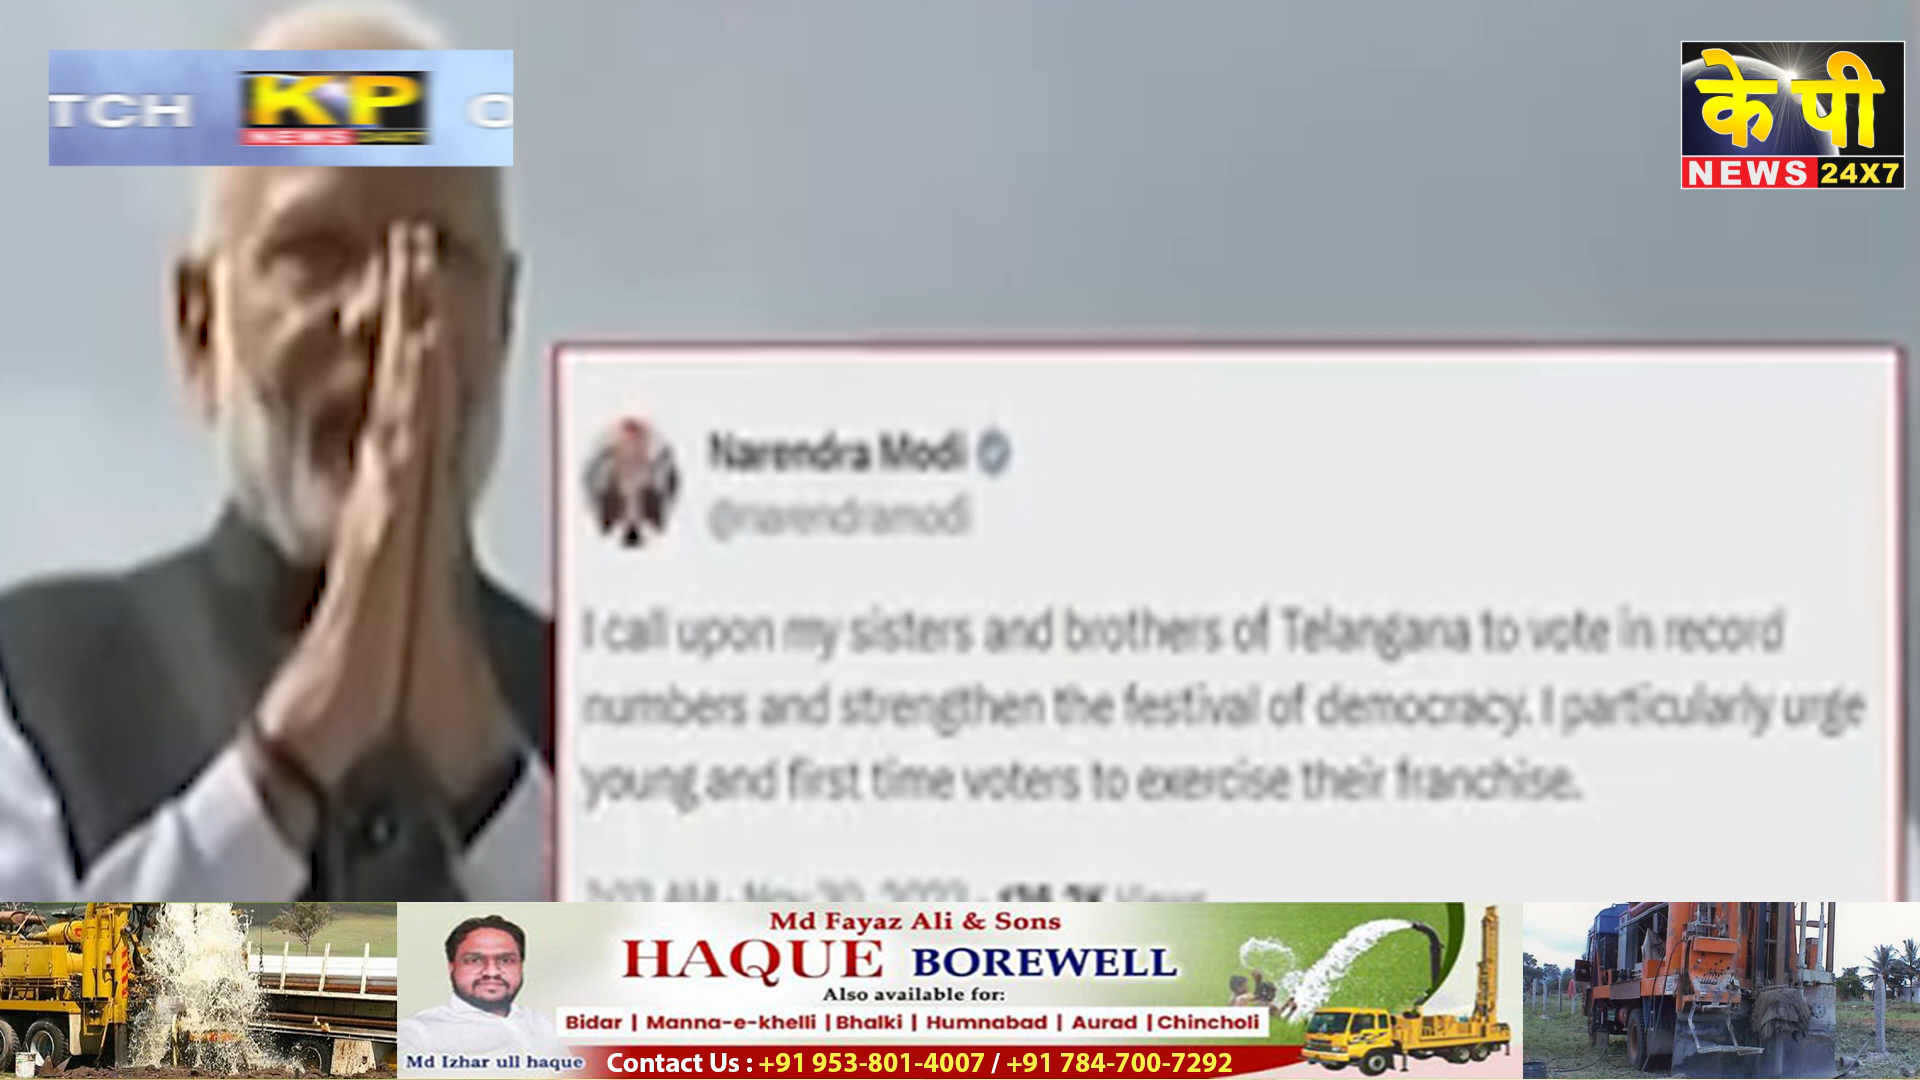 TCH
KP
NEWS 24X7
के पी
NEWS 24X7
Narendra Modi
@narendramodi
I call upon my sisters and brothers of Telangana to vote in record
numbers and strengthen the festival of democracy. I particularly urge
young and first time voters to exercise their franchise.
Md Fayaz Ali & Sons
HAQUE BOREWELL
Also available for:
Bidar | Manna-e-khelli | Bhalki | Humnabad | Aurad | Chincholi
Md Izhar ull haque
Contact Us : +91 953-801-4007 / +91 784-700-7292